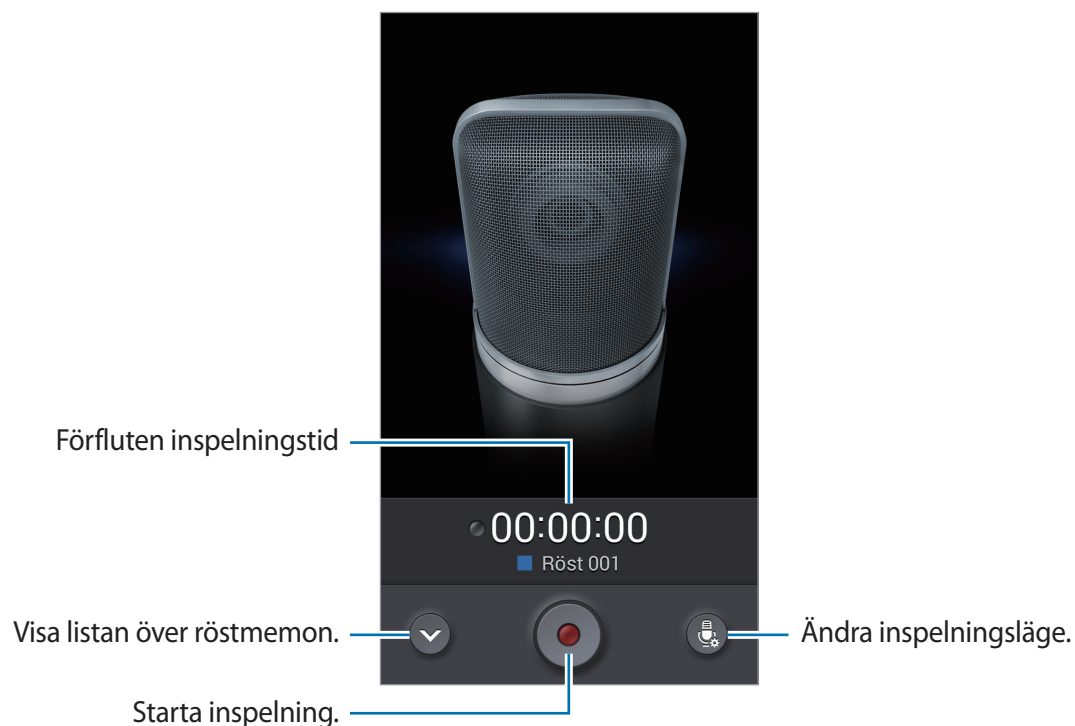 Förfluten inspelningstid
00:00:00
Röst 001
Visa listan över röstmemon.
Ändra inspelningsläge.
Starta inspelning.